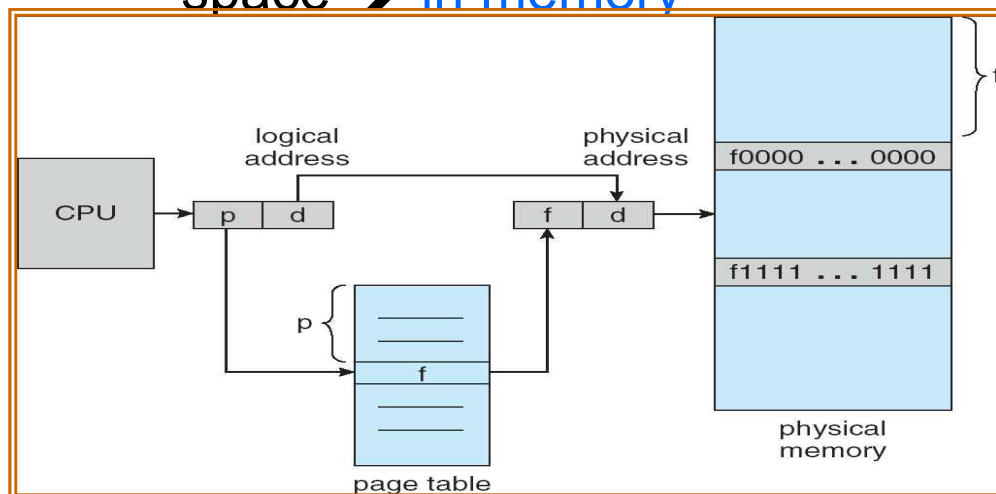 space ➔ in memory
logical
address
physical
address
f
f0000 ... 0000
CPU
p d
f d
f1111 ... 1111
p
f
physical
memory
page table